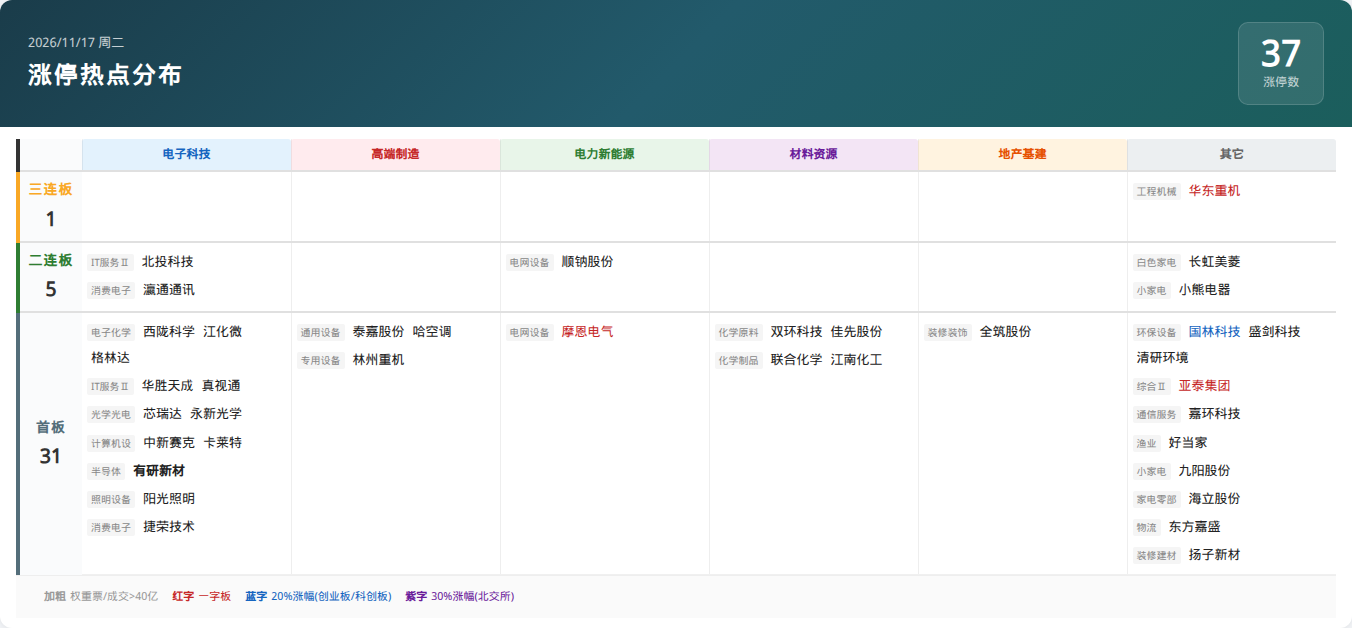 2026/11/17 周二
涨停热点分布
37
涨停数
电子科技 高端制造 电力新能源 材料资源 地产基建 其它
三连板
1
工程机械 华东重机
二连板
5
IT服务Ⅱ 北投科技
消费电子 瀛通通讯
电网设备 顺钠股份
白色家电 长虹美菱
小家电 小熊电器
首板
31
电子化学 西陇科学 江化微
格林达
IT服务Ⅱ 华胜天成 真视通
光学光电 芯瑞达 永新光学
计算机设 中新赛克 卡莱特
半导体 有研新材
照明设备 阳光照明
消费电子 捷荣技术
通用设备 泰嘉股份 哈空调
专用设备 林州重机
电网设备 摩恩电气
化学原料 双环科技 佳先股份
化学制品 联合化学 江南化工
装修装饰 全筑股份
环保设备 国林科技 盛剑科技
清研环境
综合Ⅱ 亚泰集团
通信服务 嘉环科技
渔业 好当家
小家电 九阳股份
家电零部 海立股份
物流 东方嘉盛
装修建材 扬子新材
加粗 权重票/成交>40亿 红字 一字板 蓝字 20%涨幅(创业板/科创板) 紫字 30%涨幅(北交所)